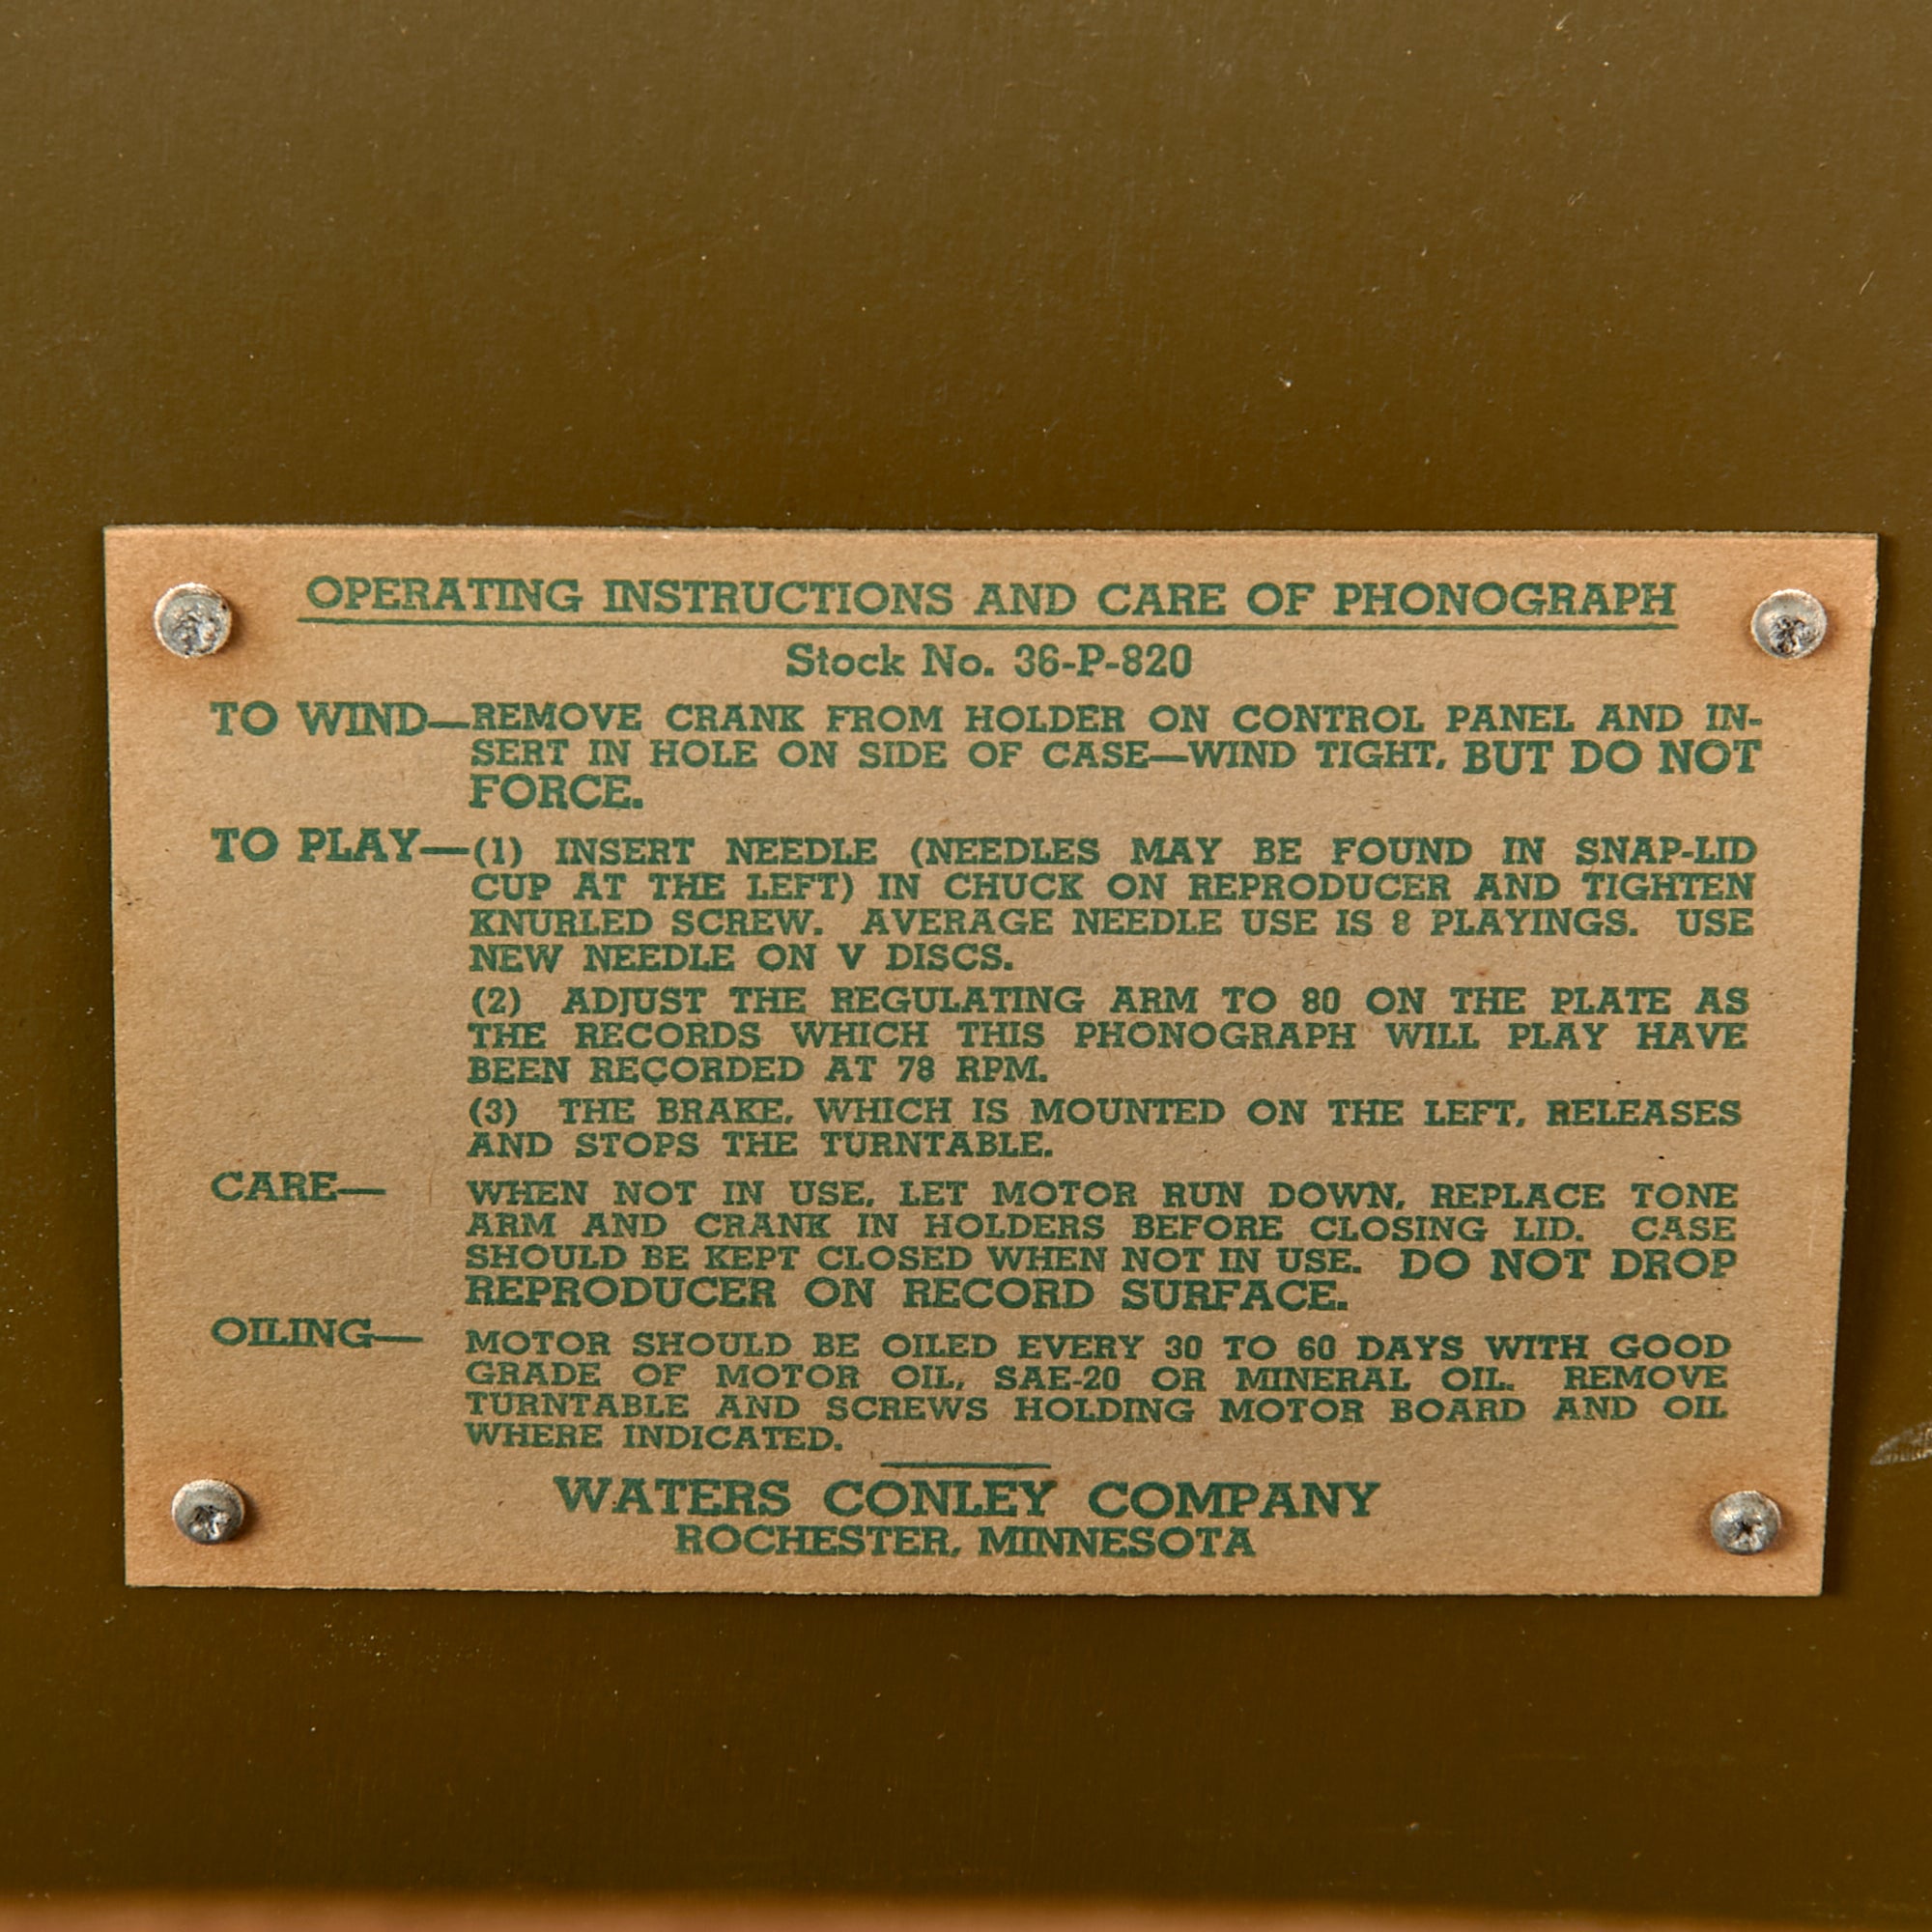 OPERATING INSTRUCTIONS AND CARE OF PHONOGRAPH
Stock No. 36-P-820
TO WIND—REMOVE CRANK FROM HOLDER ON CONTROL PANEL AND IN-
SERT IN HOLE ON SIDE OF CASE—WIND TIGHT, BUT DO NOT
FORCE.
TO PLAY—(1) INSERT NEEDLE (NEEDLES MAY BE FOUND IN SNAP-LID
CUP AT THE LEFT) IN CHUCK ON REPRODUCER AND TIGHTEN
KNURLED SCREW. AVERAGE NEEDLE USE IS 8 PLAYINGS. USE
NEW NEEDLE ON V DISCS.
(2) ADJUST THE REGULATING ARM TO 80 ON THE PLATE AS
THE RECORDS WHICH THIS PHONOGRAPH WILL PLAY HAVE
BEEN RECORDED AT 78 RPM.
(3) THE BRAKE, WHICH IS MOUNTED ON THE LEFT, RELEASES
AND STOPS THE TURNTABLE.
CARE— WHEN NOT IN USE, LET MOTOR RUN DOWN, REPLACE TONE
ARM AND CRANK IN HOLDERS BEFORE CLOSING LID. CASE
SHOULD BE KEPT CLOSED WHEN NOT IN USE. DO NOT DROP
REPRODUCER ON RECORD SURFACE.
OILING— MOTOR SHOULD BE OILED EVERY 30 TO 60 DAYS WITH GOOD
GRADE OF MOTOR OIL, SAE-20 OR MINERAL OIL. REMOVE
TURNTABLE AND SCREWS HOLDING MOTOR BOARD AND OIL
WHERE INDICATED.
WATERS CONLEY COMPANY
ROCHESTER, MINNESOTA